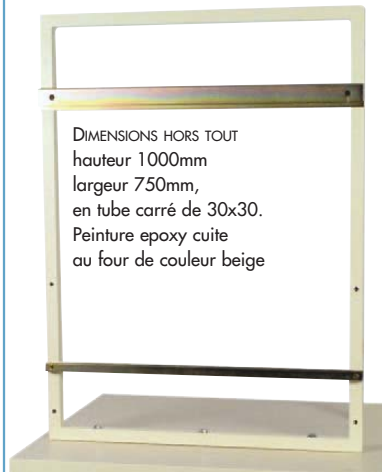 DIMENSIONS HORS TOUT
hauteur 1000mm
largeur 750mm,
en tube carré de 30x30.
Peinture epoxy cuite
au four de couleur beige